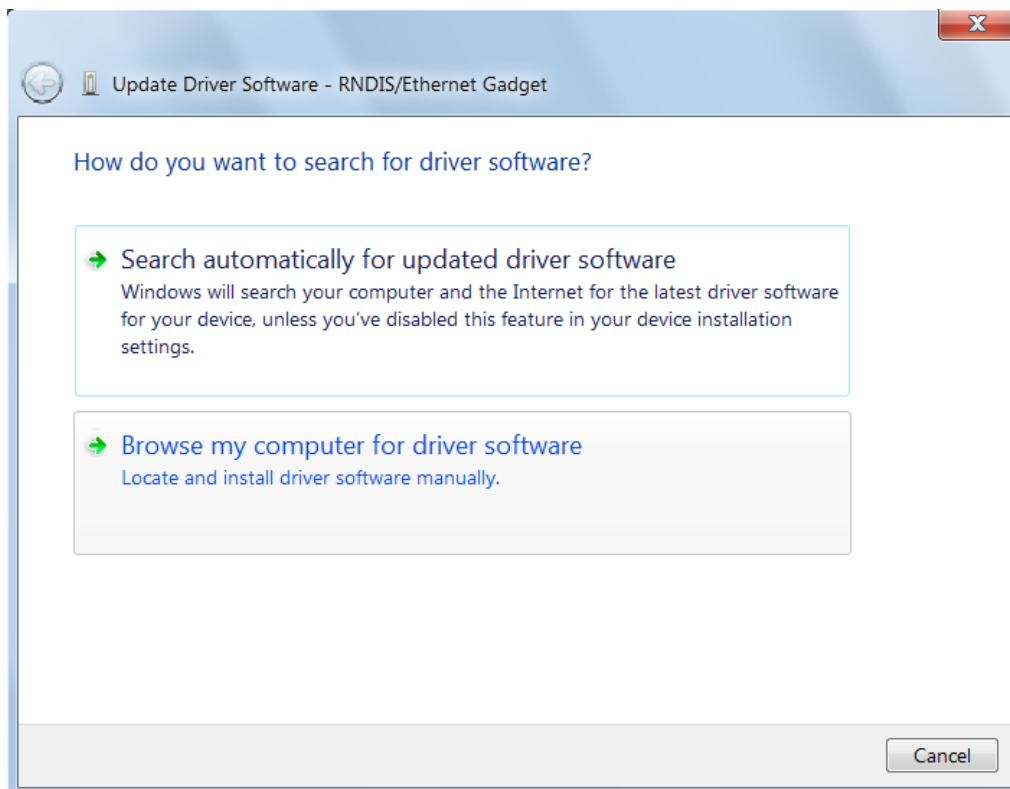 X
Update Driver Software - RNDIS/Ethernet Gadget
How do you want to search for driver software?
Search automatically for updated driver software
Windows will search your computer and the Internet for the latest driver software
for your device, unless you've disabled this feature in your device installation
settings.
Browse my computer for driver software
Locate and install driver software manually.
Cancel